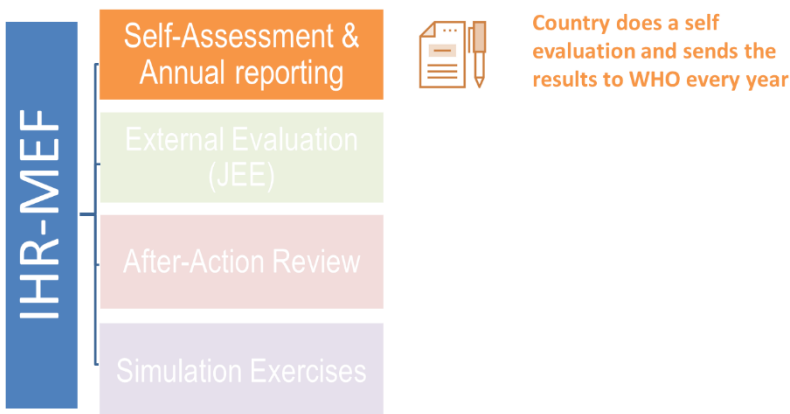 IHR-MEF
Self-Assessment &
Annual reporting
External Evaluation
(JEE)
After-Action Review
Simulation Exercises
Country does a self
evaluation and sends the
results to WHO every year